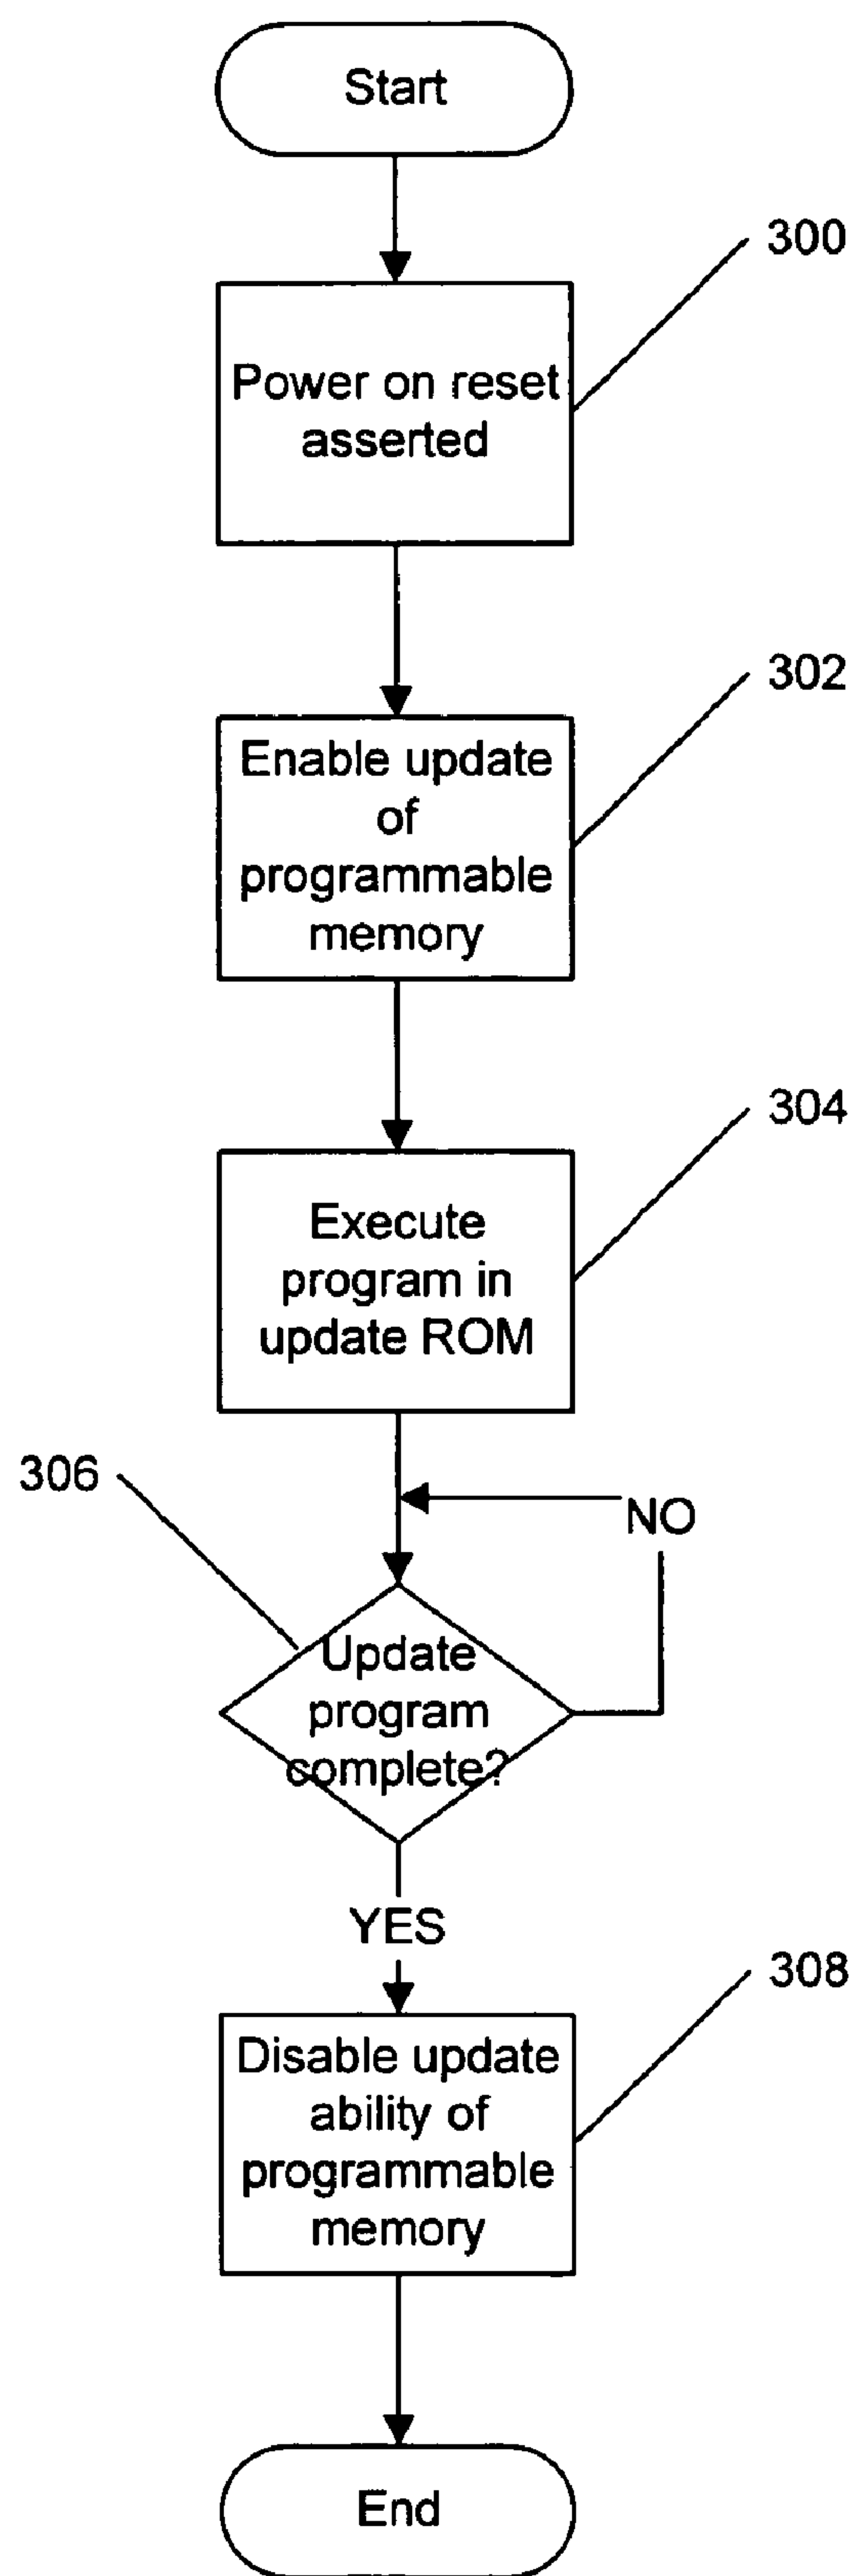 Start
300
Power on reset
asserted
302
Enable update
of
programmable
memory
304
Execute
program in
update ROM
306
NO
Update
program
complete?
YES
308
Disable update
ability of
programmable
memory
End